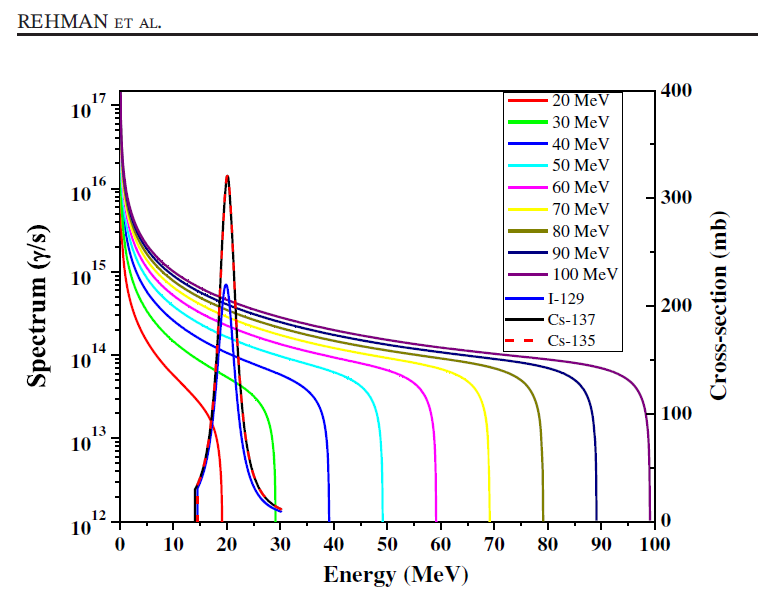 REHMAN ET AL.
10^17
10^16
10^15
10^14
10^13
10^12
Spectrum (γ/s)
400
300
200
100
0
Cross-section (mb)
20 MeV
30 MeV
40 MeV
50 MeV
60 MeV
70 MeV
80 MeV
90 MeV
100 MeV
I-129
Cs-137
Cs-135
0 10 20 30 40 50 60 70 80 90 100
Energy (MeV)